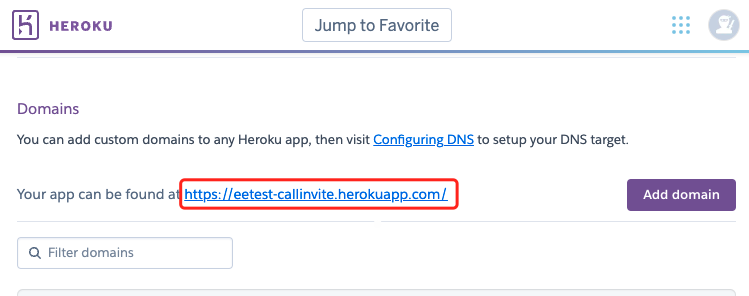 HEROKU
Jump to Favorite
Domains
You can add custom domains to any Heroku app, then visit Configuring DNS to setup your DNS target.
Your app can be found at https://eetest-callinvite.herokuapp.com/
Add domain
Filter domains